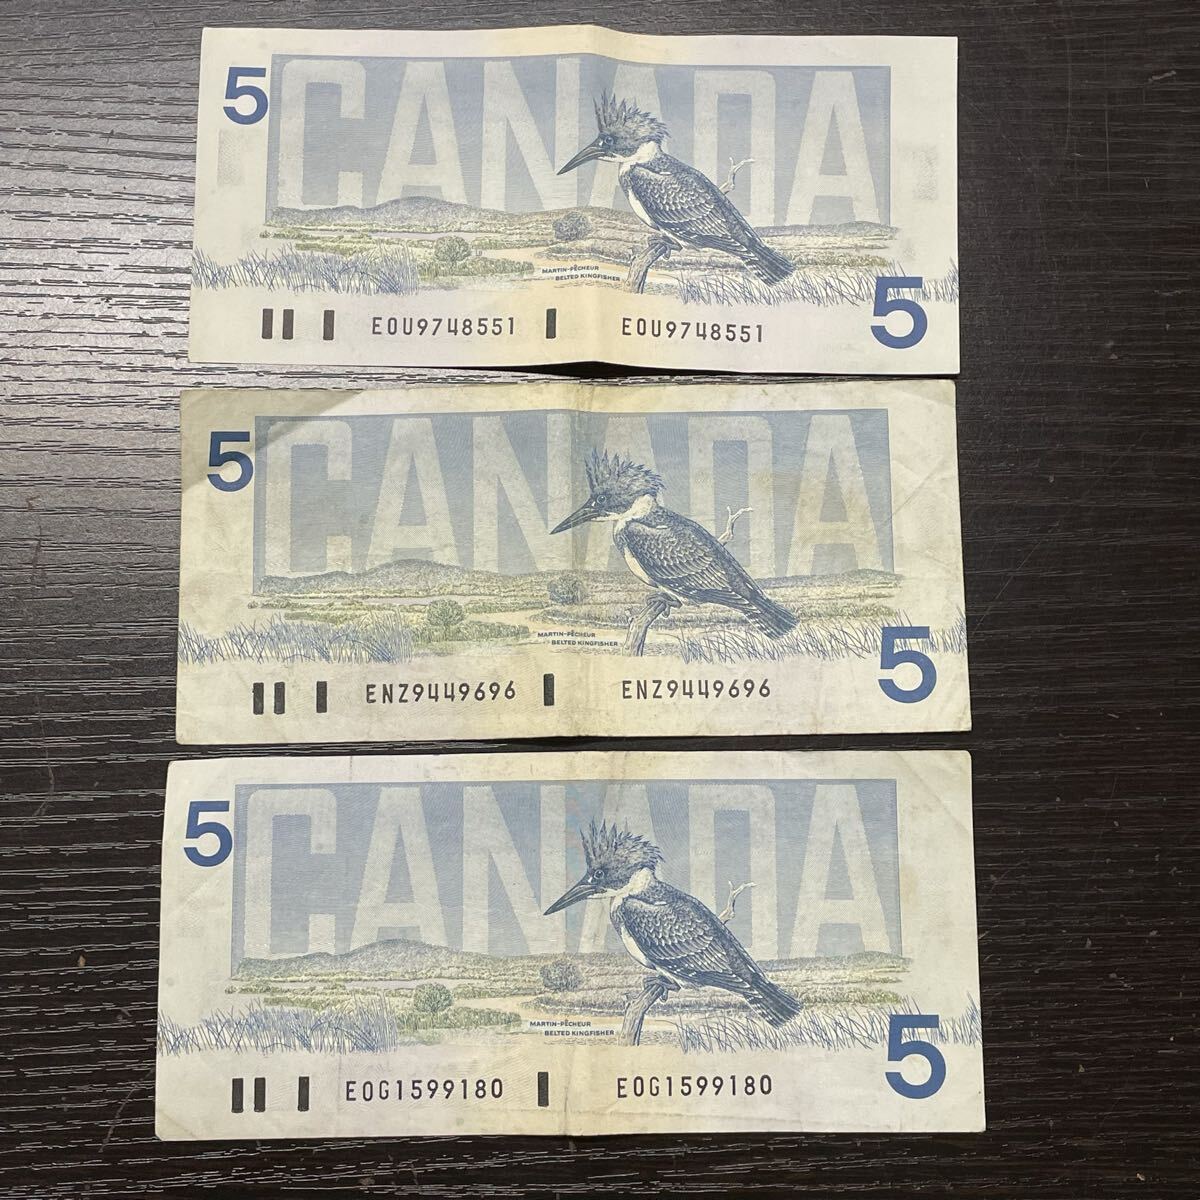 5
CANADA
MARTIN-PÊCHEUR
BELTED KINGFISHER
5
EOU9748551 EOU9748551
5
CANADA
MARTIN-PÊCHEUR
BELTED KINGFISHER
5
ENZ9449696 ENZ9449696
5
CANADA
MARTIN-PÊCHEUR
BELTED KINGFISHER
5
EOG1599180 EOG1599180